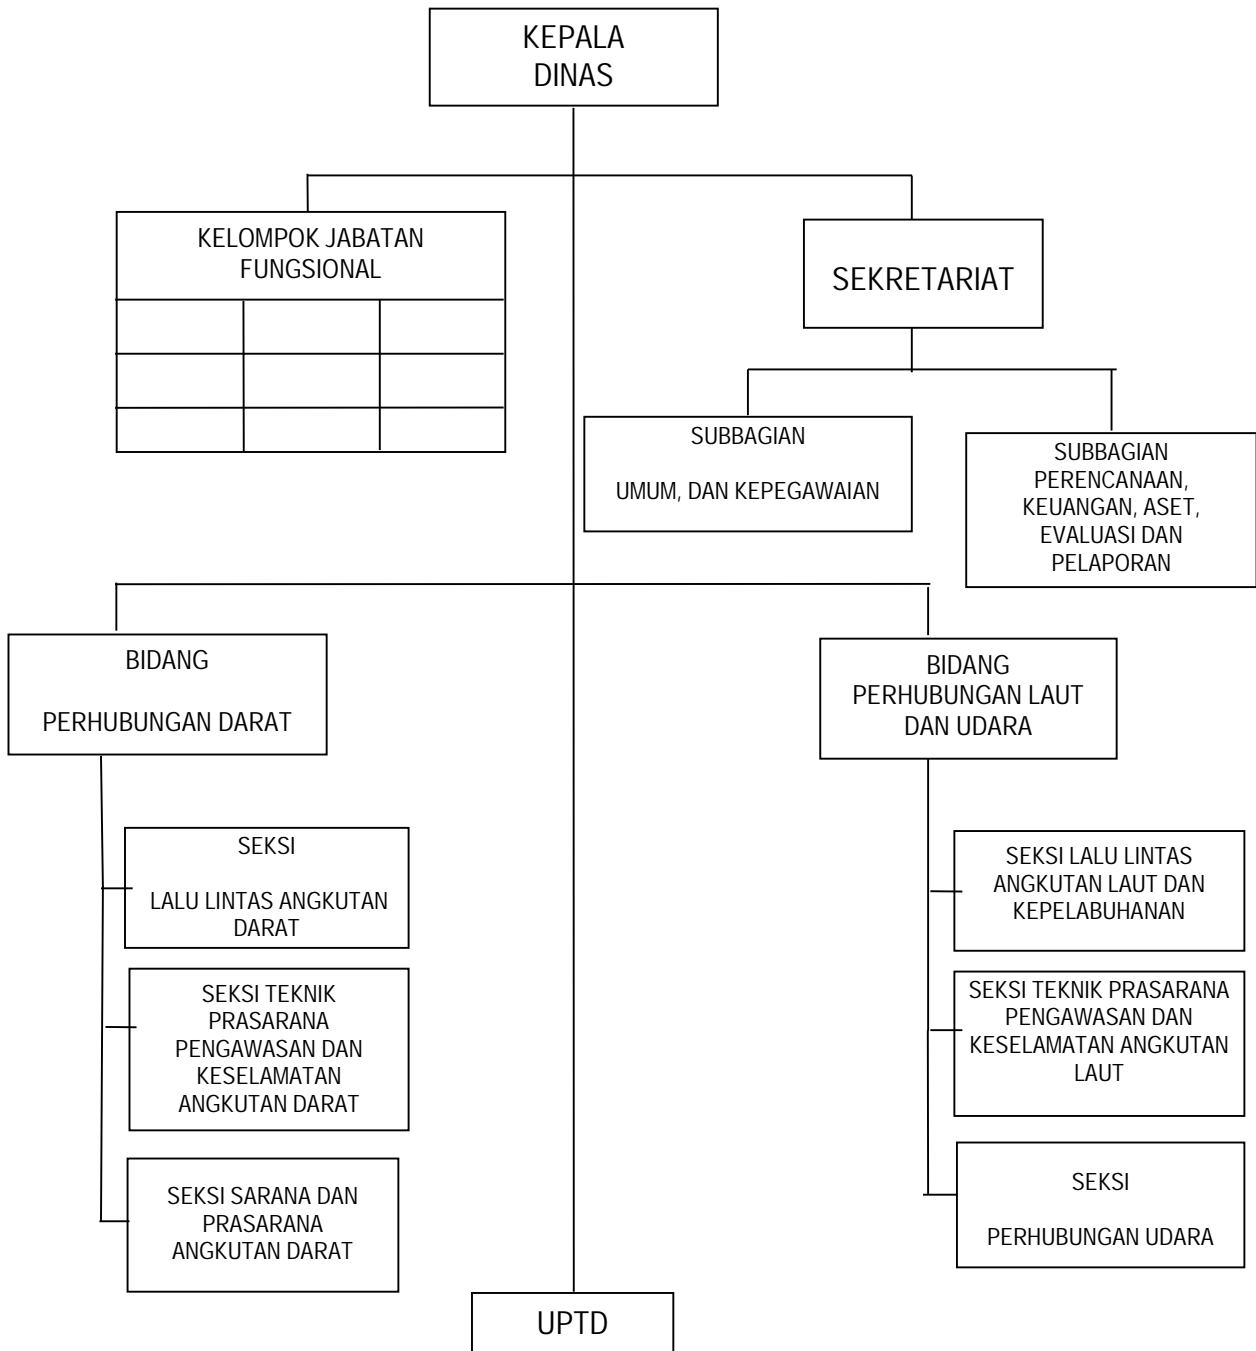 KEPALA
DINAS
KELOMPOK JABATAN
FUNGSIONAL
SEKRETARIAT
SUBBAGIAN
UMUM, DAN KEPEGAWAIAN
SUBBAGIAN
PERENCANAAN,
KEUANGAN, ASET,
EVALUASI DAN
PELAPORAN
BIDANG
PERHUBUNGAN DARAT
BIDANG
PERHUBUNGAN LAUT
DAN UDARA
SEKSI
LALU LINTAS ANGKUTAN
DARAT
SEKSI TEKNIK
PRASARANA
PENGAWASAN DAN
KESELAMATAN
ANGKUTAN DARAT
SEKSI SARANA DAN
PRASARANA
ANGKUTAN DARAT
SEKSI LALU LINTAS
ANGKUTAN LAUT DAN
KEPELABUHANAN
SEKSI TEKNIK PRASARANA
PENGAWASAN DAN
KESELAMATAN ANGKUTAN
LAUT
SEKSI
PERHUBUNGAN UDARA
UPTD